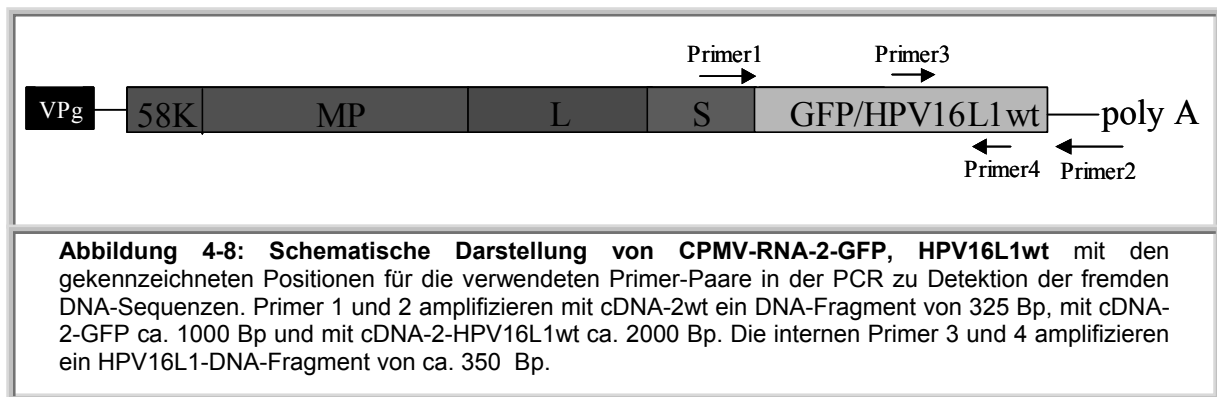 Primer1 Primer3
VPg 58K MP L S GFP/HPV16L1wt poly A
Primer4 Primer2
Abbildung 4-8: Schematische Darstellung von CPMV-RNA-2-GFP, HPV16L1wt mit den
gekennzeichneten Positionen für die verwendeten Primer-Paare in der PCR zu Detektion der fremden
DNA-Sequenzen. Primer 1 und 2 amplifizieren mit cDNA-2wt ein DNA-Fragment von 325 Bp, mit cDNA-
2-GFP ca. 1000 Bp und mit cDNA-2-HPV16L1wt ca. 2000 Bp. Die internen Primer 3 und 4 amplifizieren
ein HPV16L1-DNA-Fragment von ca. 350 Bp.